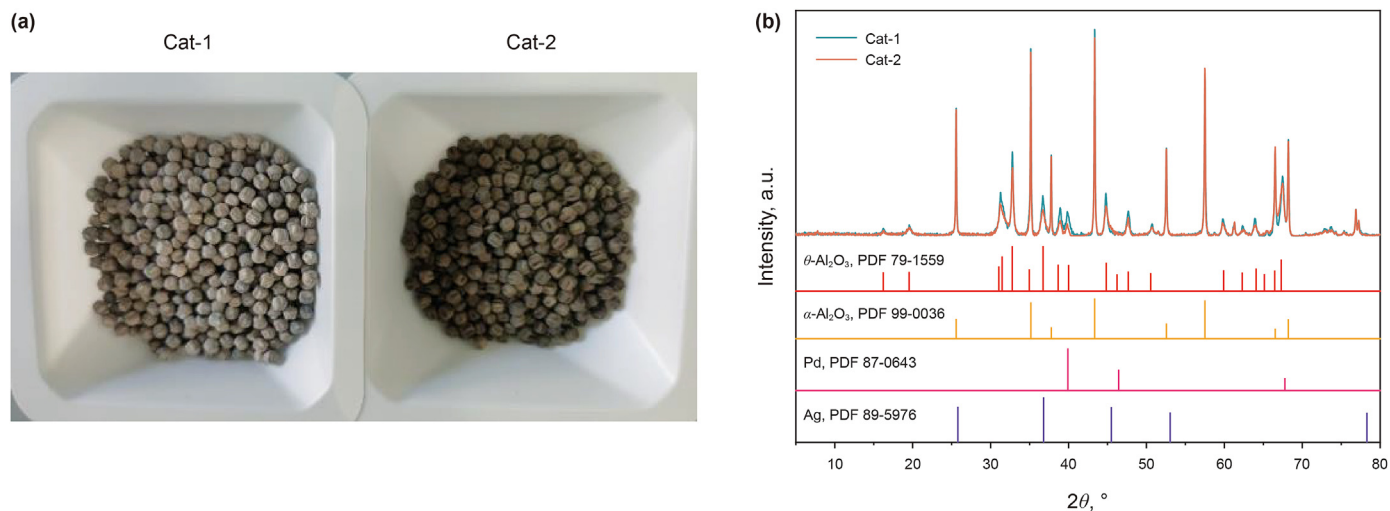 (a)
Cat-1
Cat-2
(b)
Cat-1
Cat-2
Intensity, a.u.
θ-Al₂O₃, PDF 79-1559
α-Al₂O₃, PDF 99-0036
Pd, PDF 87-0643
Ag, PDF 89-5976
10 20 30 40 50 60 70 80
2θ, °